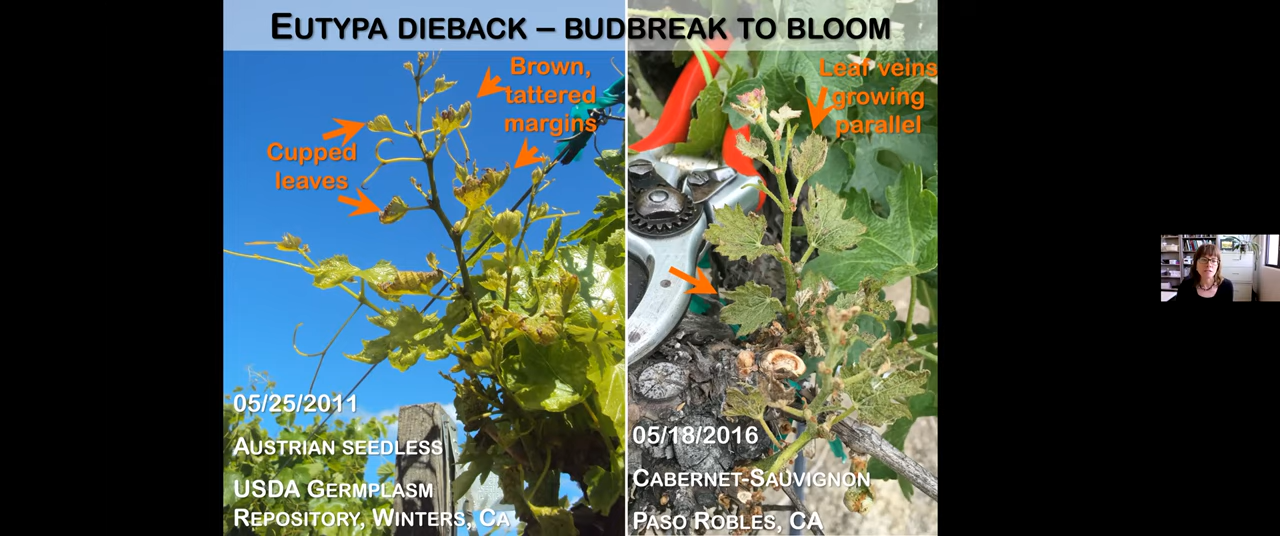 EUTYPA DIEBACK – BUDBREAK TO BLOOM
Brown,
tattered
margins
Cupped
leaves
05/25/2011
AUSTRIAN SEEDLESS
USDA GERMPLASM
REPOSITORY, WINTERS, CA
Leaf veins
growing
parallel
05/18/2016
CABERNET-SAUVIGNON
PASO ROBLES, CA